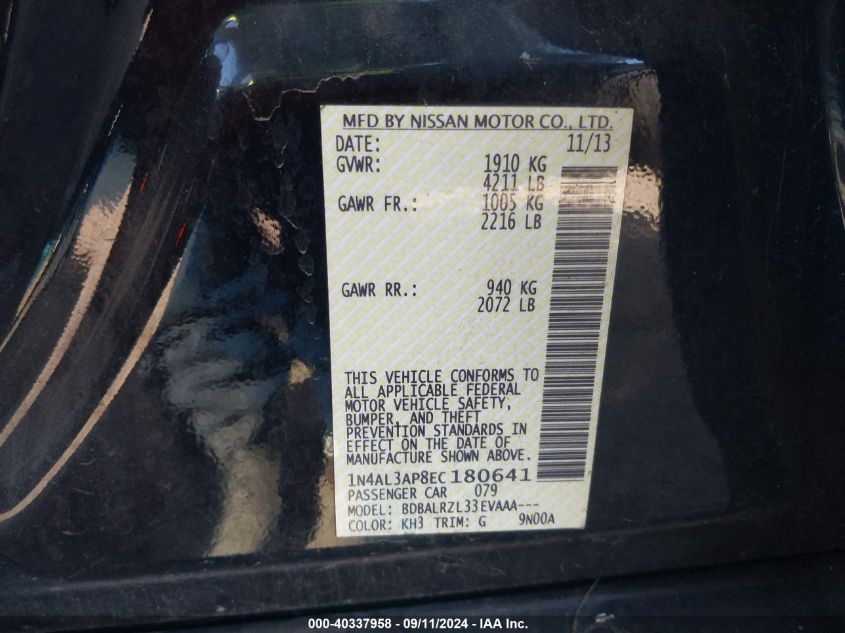 MFD BY NISSAN MOTOR CO., LTD.
DATE: 11/13
GVWR: 1910 KG
4211 LB
GAWR FR.: 1005 KG
2216 LB
GAWR RR.: 940 KG
2072 LB
THIS VEHICLE CONFORMS TO
ALL APPLICABLE FEDERAL
MOTOR VEHICLE SAFETY,
BUMPER, AND THEFT
PREVENTION STANDARDS IN
EFFECT ON THE DATE OF
MANUFACTURE SHOWN ABOVE.
1N4AL3AP8EC180641
PASSENGER CAR 079
MODEL: BDBALRZL33EVAAA---
COLOR: KH3 TRIM: G 9N00A
000-40337958 - 09/11/2024 - IAA Inc.